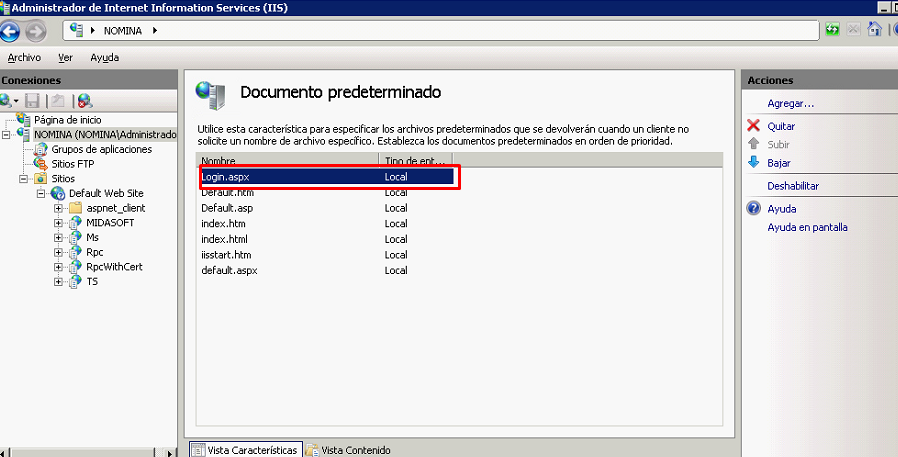 Administrador de Internet Information Services (IIS)
NOMINA
Archivo Ver Ayuda
Conexiones
Página de inicio
NOMINA (NOMINA\Administrado
Grupos de aplicaciones
Sitios FTP
Sitios
Default Web Site
aspnet_client
MIDASOFT
Ms
Rpc
RpcWithCert
TS
Documento predeterminado
Utilice esta característica para especificar los archivos predeterminados que se devolverán cuando un cliente no
solicite un nombre de archivo específico. Establezca los documentos predeterminados en orden de prioridad.
Nombre Tipo de ent...
Login.aspx Local
Default.htm Local
Default.asp Local
index.htm Local
index.html Local
iisstart.htm Local
default.aspx Local
Vista Características Vista Contenido
Acciones
Agregar...
Quitar
Subir
Bajar
Deshabilitar
Ayuda
Ayuda en pantalla